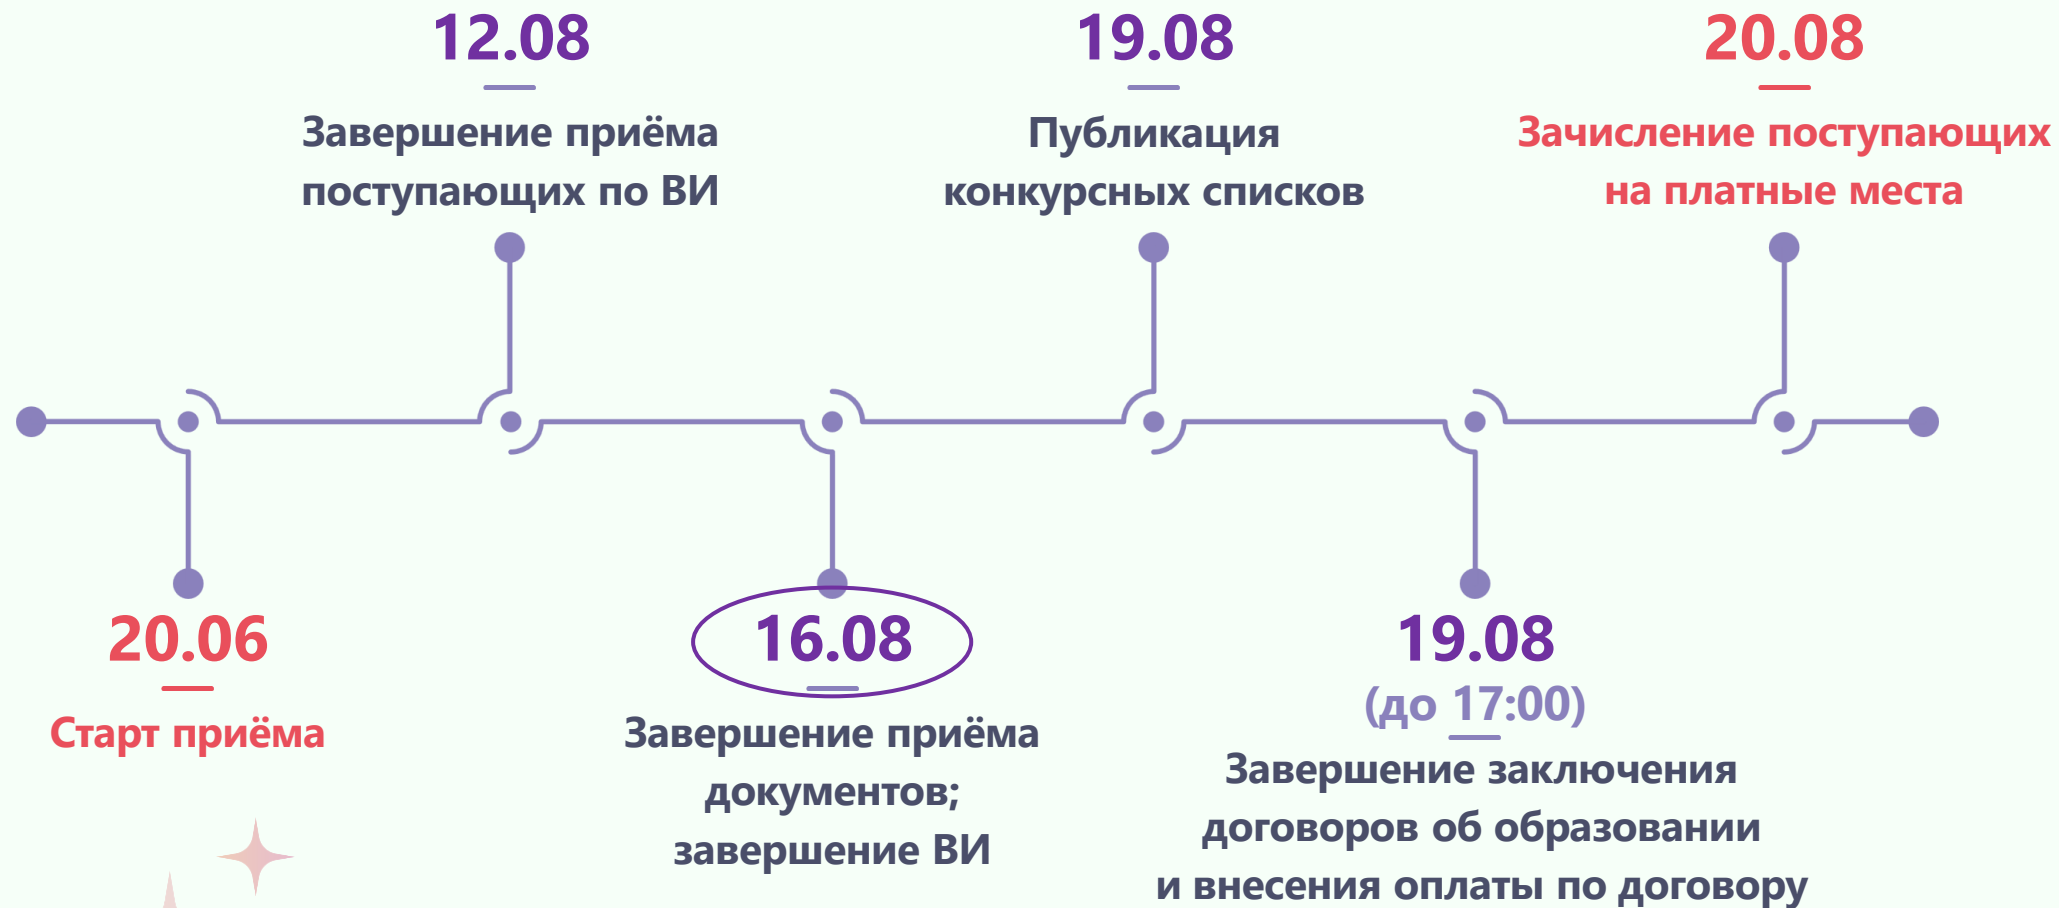 12.08
Завершение приёма
поступающих по ВИ
19.08
Публикация
конкурсных списков
20.08
Зачисление поступающих
на платные места
20.06
Старт приёма
16.08
Завершение приёма
документов;
завершение ВИ
19.08
(до 17:00)
Завершение заключения
договоров об образовании
и внесения оплаты по договору